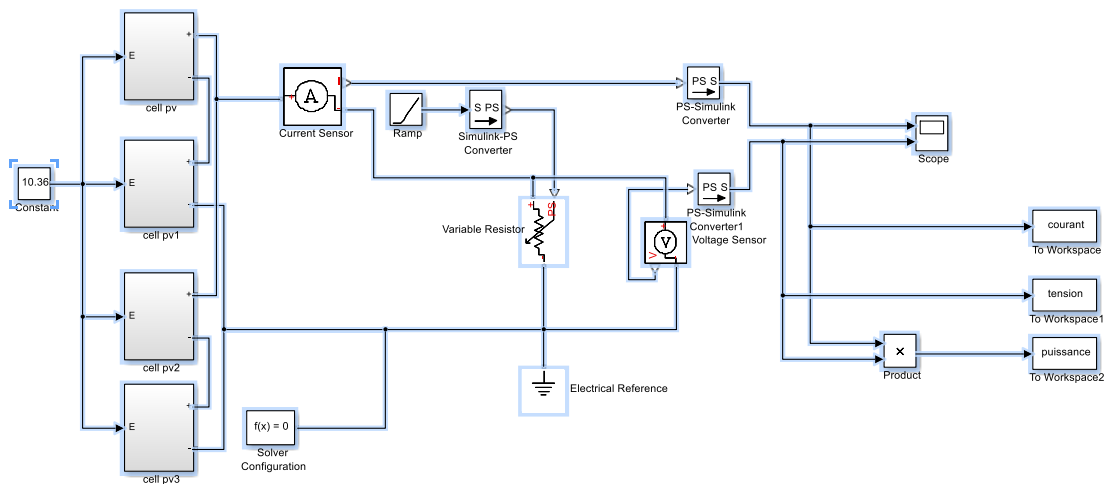 E
+
-
cell pv
E
+
-
cell pv1
E
+
-
cell pv2
E
+
-
cell pv3
10.36
Constant
A
+
I
-
Current Sensor
Ramp
S PS
Simulink-PS
Converter
PS S
PS-Simulink
Converter
Scope
PS S
PS-Simulink
Converter1
+
PS
-
Variable Resistor
+
V
V
-
Voltage Sensor
courant
To Workspace
tension
To Workspace1
×
Product
puissance
To Workspace2
Electrical Reference
f(x) = 0
Solver
Configuration